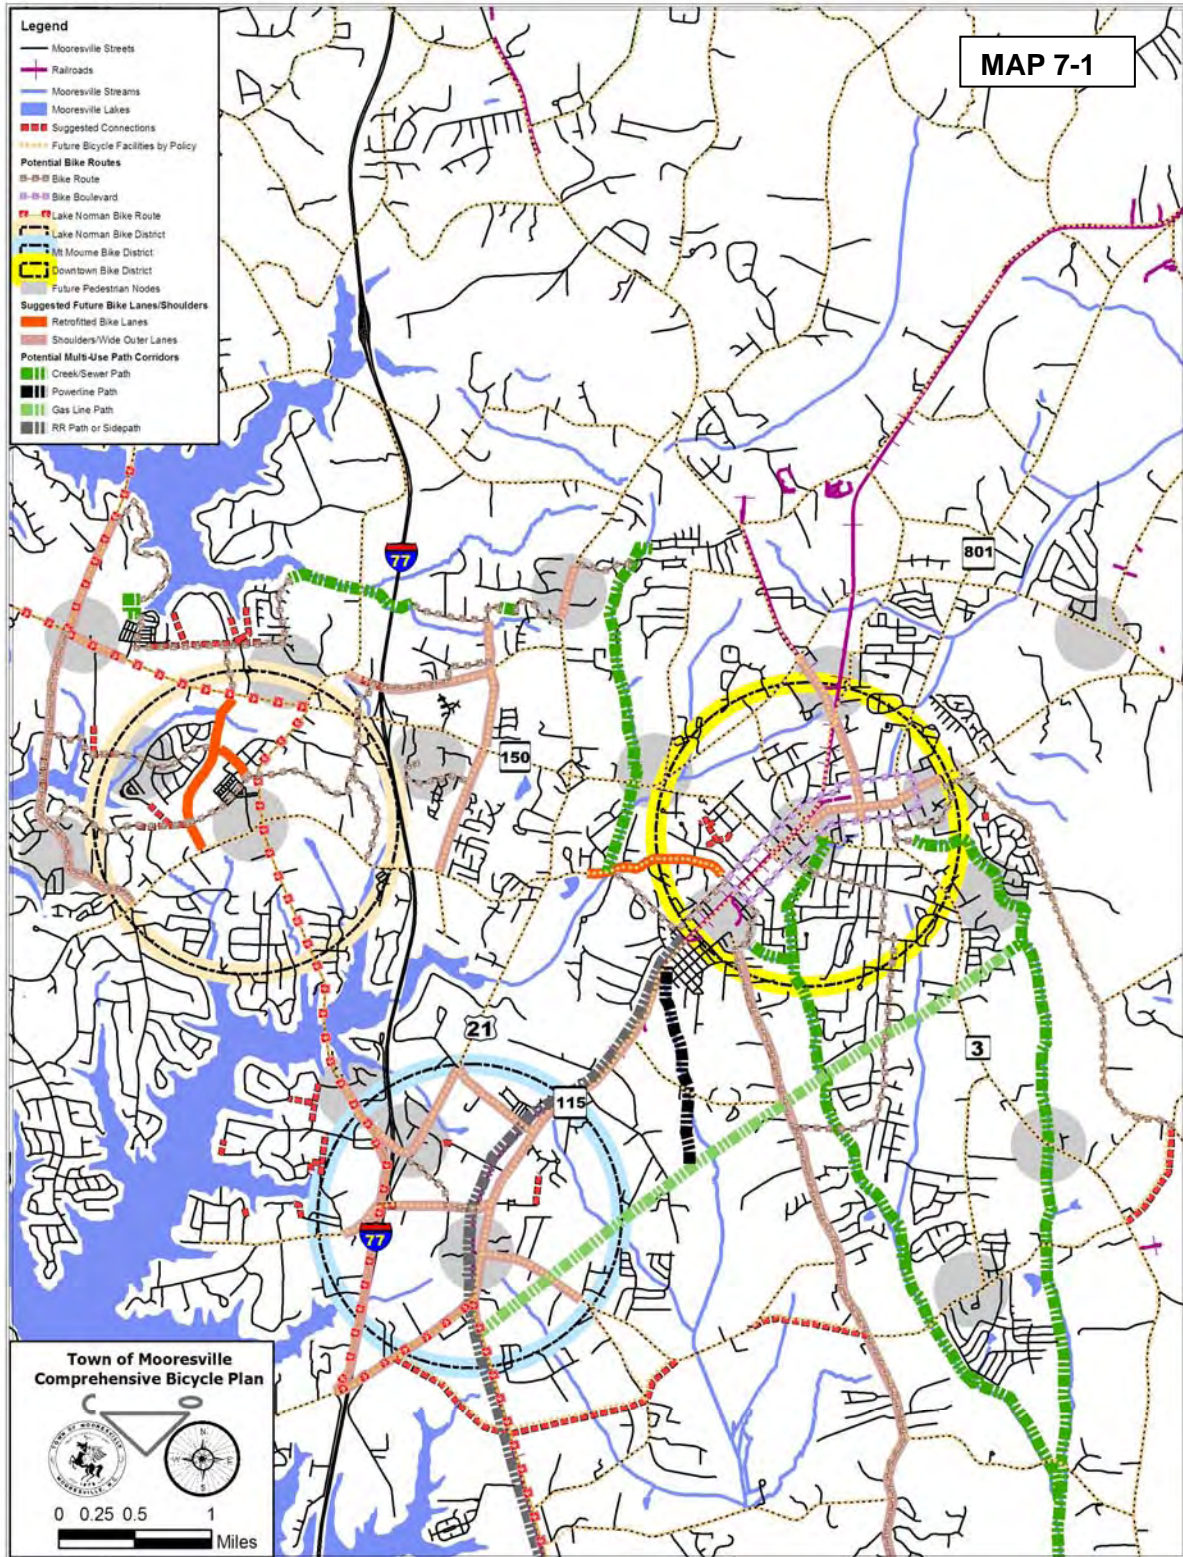 Legend
Mooresville Streets
Railroads
Mooresville Streams
Mooresville Lakes
Suggested Connections
Future Bicycle Facilities by Policy
Potential Bike Routes
Bike Route
Bike Boulevard
Lake Norman Bike Route
Lake Norman Bike District
Mt Mourne Bike District
Downtown Bike District
Future Pedestrian Nodes
Suggested Future Bike Lanes/Shoulders
Retrofitted Bike Lanes
Shoulders/Wide Outer Lanes
Potential Multi-Use Path Corridors
Creek/Sewer Path
Powerline Path
Gas Line Path
RR Path or Sidepath
MAP 7-1
77
801
150
21
3
115
77
Town of Mooresville
Comprehensive Bicycle Plan
TOWN OF MOORESVILLE
MOORESVILLE, N.C.
N
S
0 0.25 0.5 1
Miles